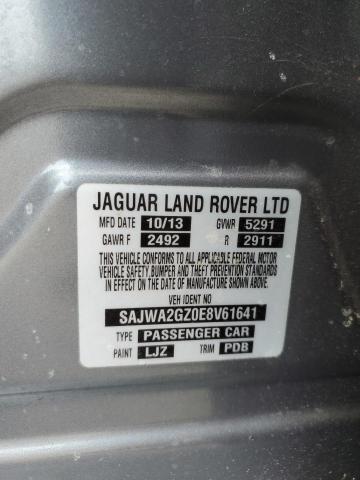 JAGUAR LAND ROVER LTD
MFD DATE 10/13 GVWR 5291
GAWR F 2492 R 2911
THIS VEHICLE CONFORMS TO ALL APPLICABLE FEDERAL MOTOR
VEHICLE SAFETY, BUMPER AND THEFT PREVENTION STANDARDS
IN EFFECT ON THE DATE OF MANUFACTURE SHOWN ABOVE
VEH IDENT NO
SAJWA2GZ0E8V61641
TYPE PASSENGER CAR
PAINT LJZ TRIM PDB